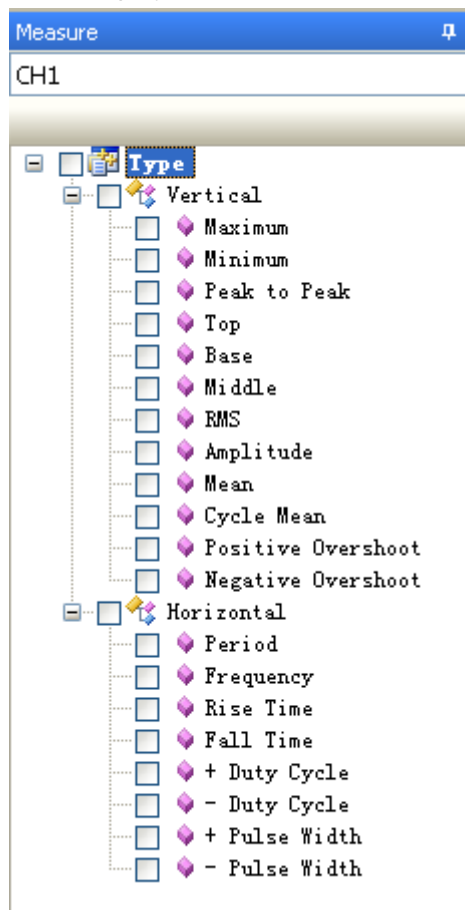 Measure
CH1
Type
Vertical
Maximum
Minimum
Peak to Peak
Top
Base
Middle
RMS
Amplitude
Mean
Cycle Mean
Positive Overshoot
Negative Overshoot
Horizontal
Period
Frequency
Rise Time
Fall Time
+ Duty Cycle
- Duty Cycle
+ Pulse Width
- Pulse Width